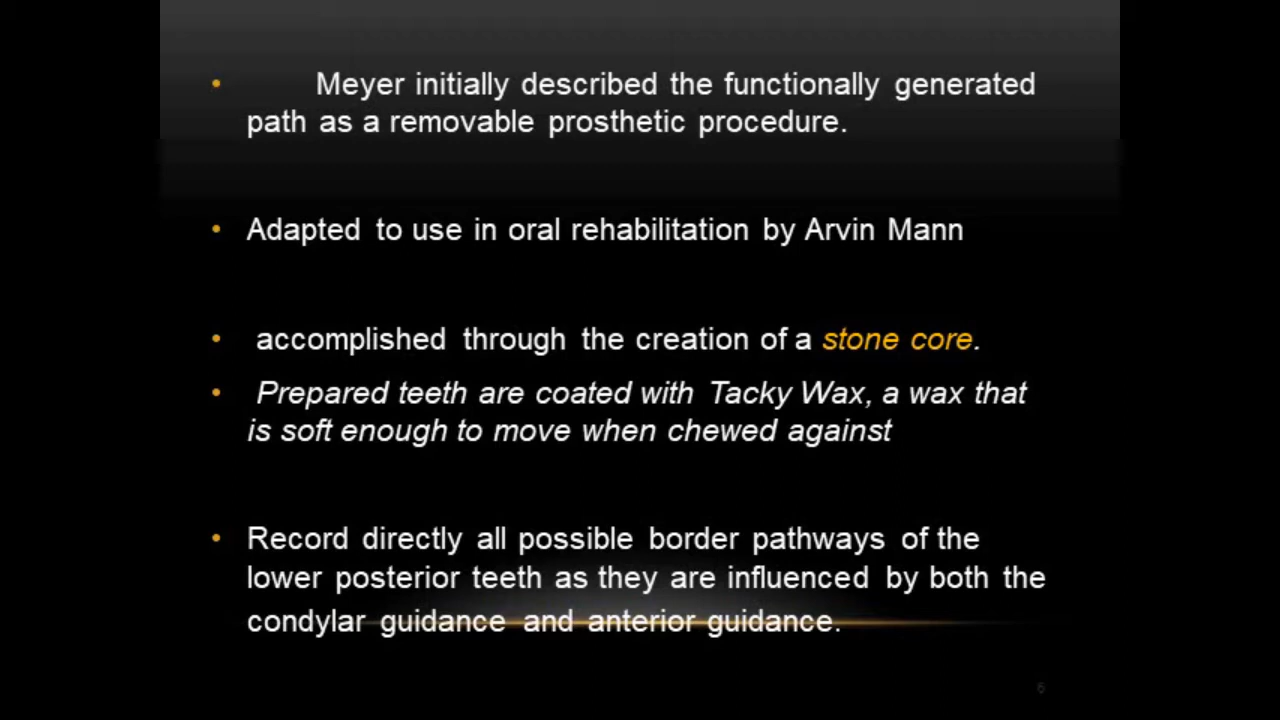 • Meyer initially described the functionally generated
path as a removable prosthetic procedure.
• Adapted to use in oral rehabilitation by Arvin Mann
• accomplished through the creation of a stone core.
• Prepared teeth are coated with Tacky Wax, a wax that
is soft enough to move when chewed against
• Record directly all possible border pathways of the
lower posterior teeth as they are influenced by both the
condylar guidance and anterior guidance.
6